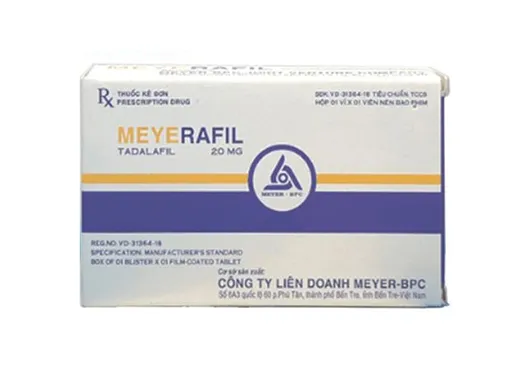 Rx THUỐC KÊ ĐƠN
PRESCRIPTION DRUG
SĐK: VD-31364-18 TIÊU CHUẨN: TCCS
HỘP 01 VỈ X 01 VIÊN NÉN BAO PHIM
MEYERAFIL
TADALAFIL 20 MG
MEYER - BPC
REG.NO: VD-31364-18
SPECIFICATION: MANUFACTURER'S STANDARD
BOX OF 01 BLISTER X 01 FILM-COATED TABLET
Cơ sở sản xuất:
CÔNG TY LIÊN DOANH MEYER-BPC
Số 6A3 quốc lộ 60 p.Phú Tân, thành phố Bến Tre, tỉnh Bến Tre-Việt Nam